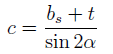 c = \frac{b_s + t}{\sin 2\alpha}